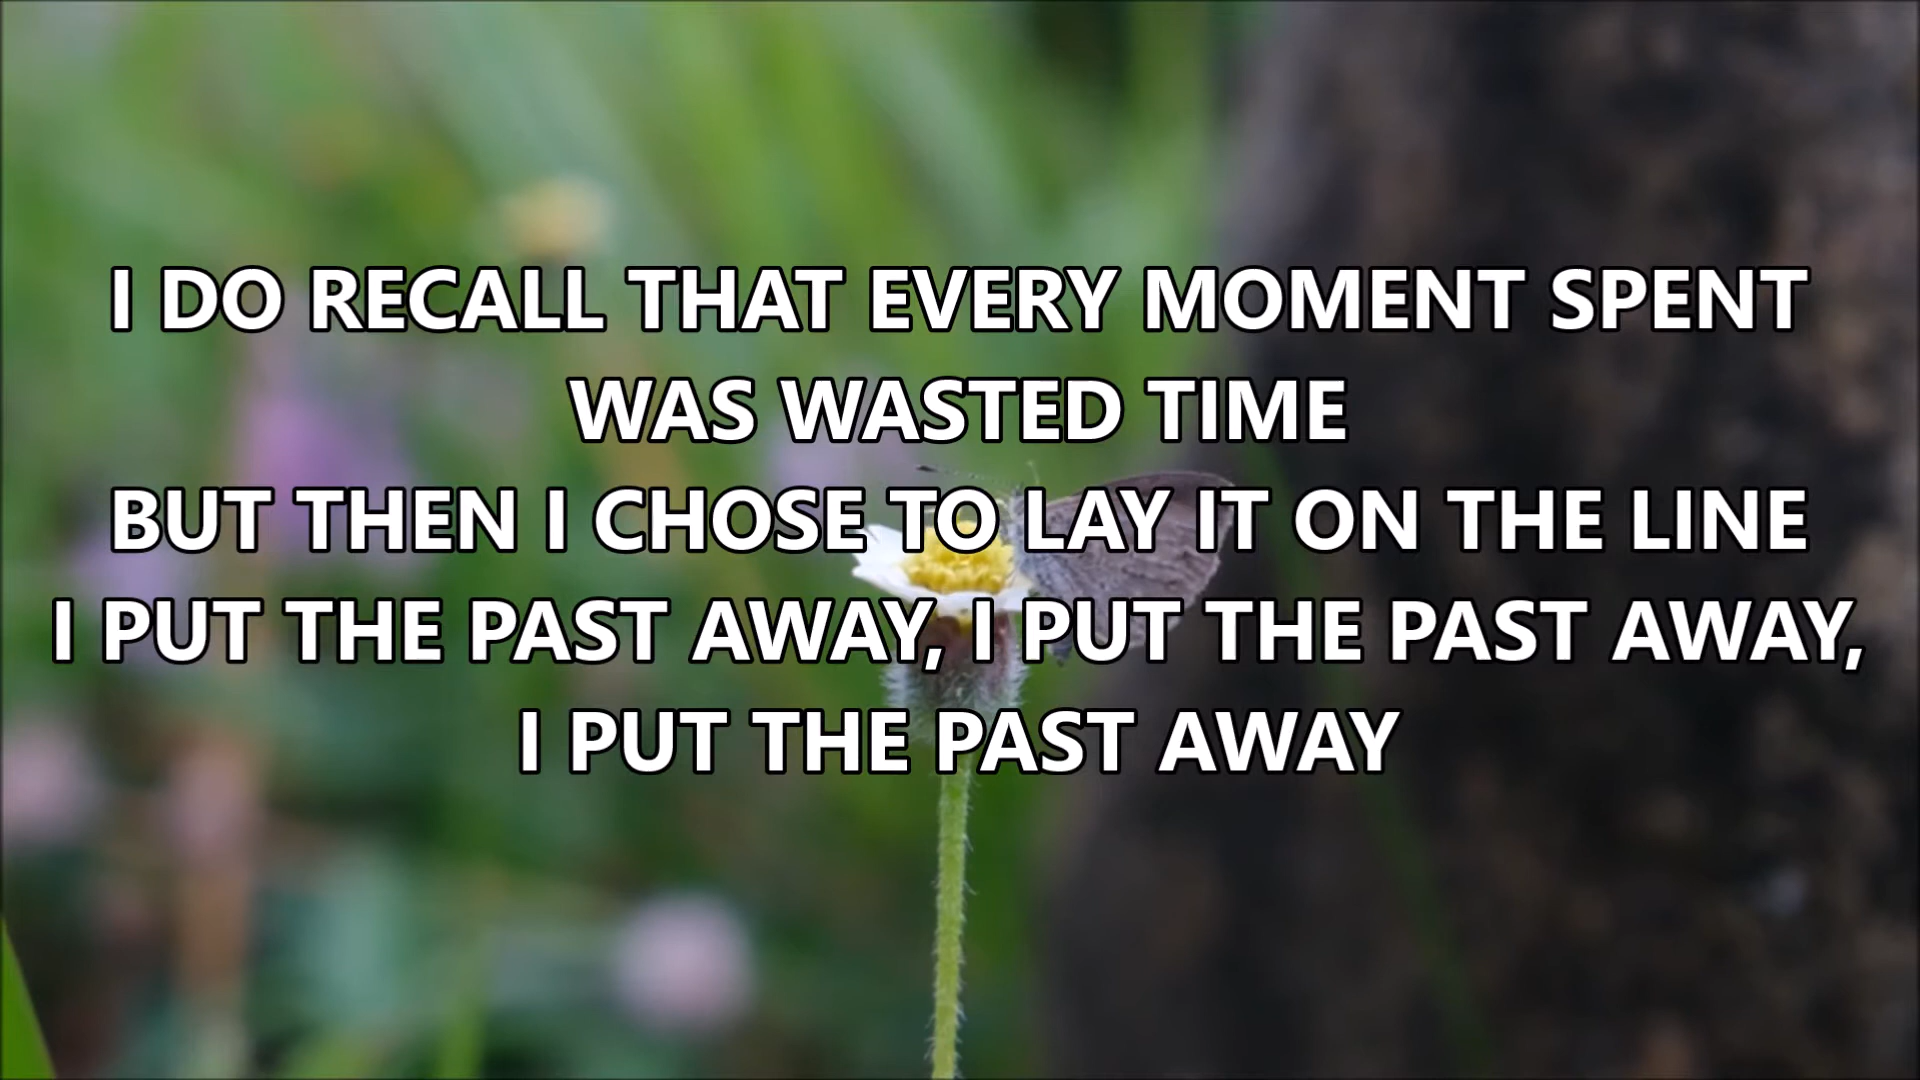 I DO RECALL THAT EVERY MOMENT SPENT
WAS WASTED TIME
BUT THEN I CHOSE TO LAY IT ON THE LINE
I PUT THE PAST AWAY, I PUT THE PAST AWAY,
I PUT THE PAST AWAY